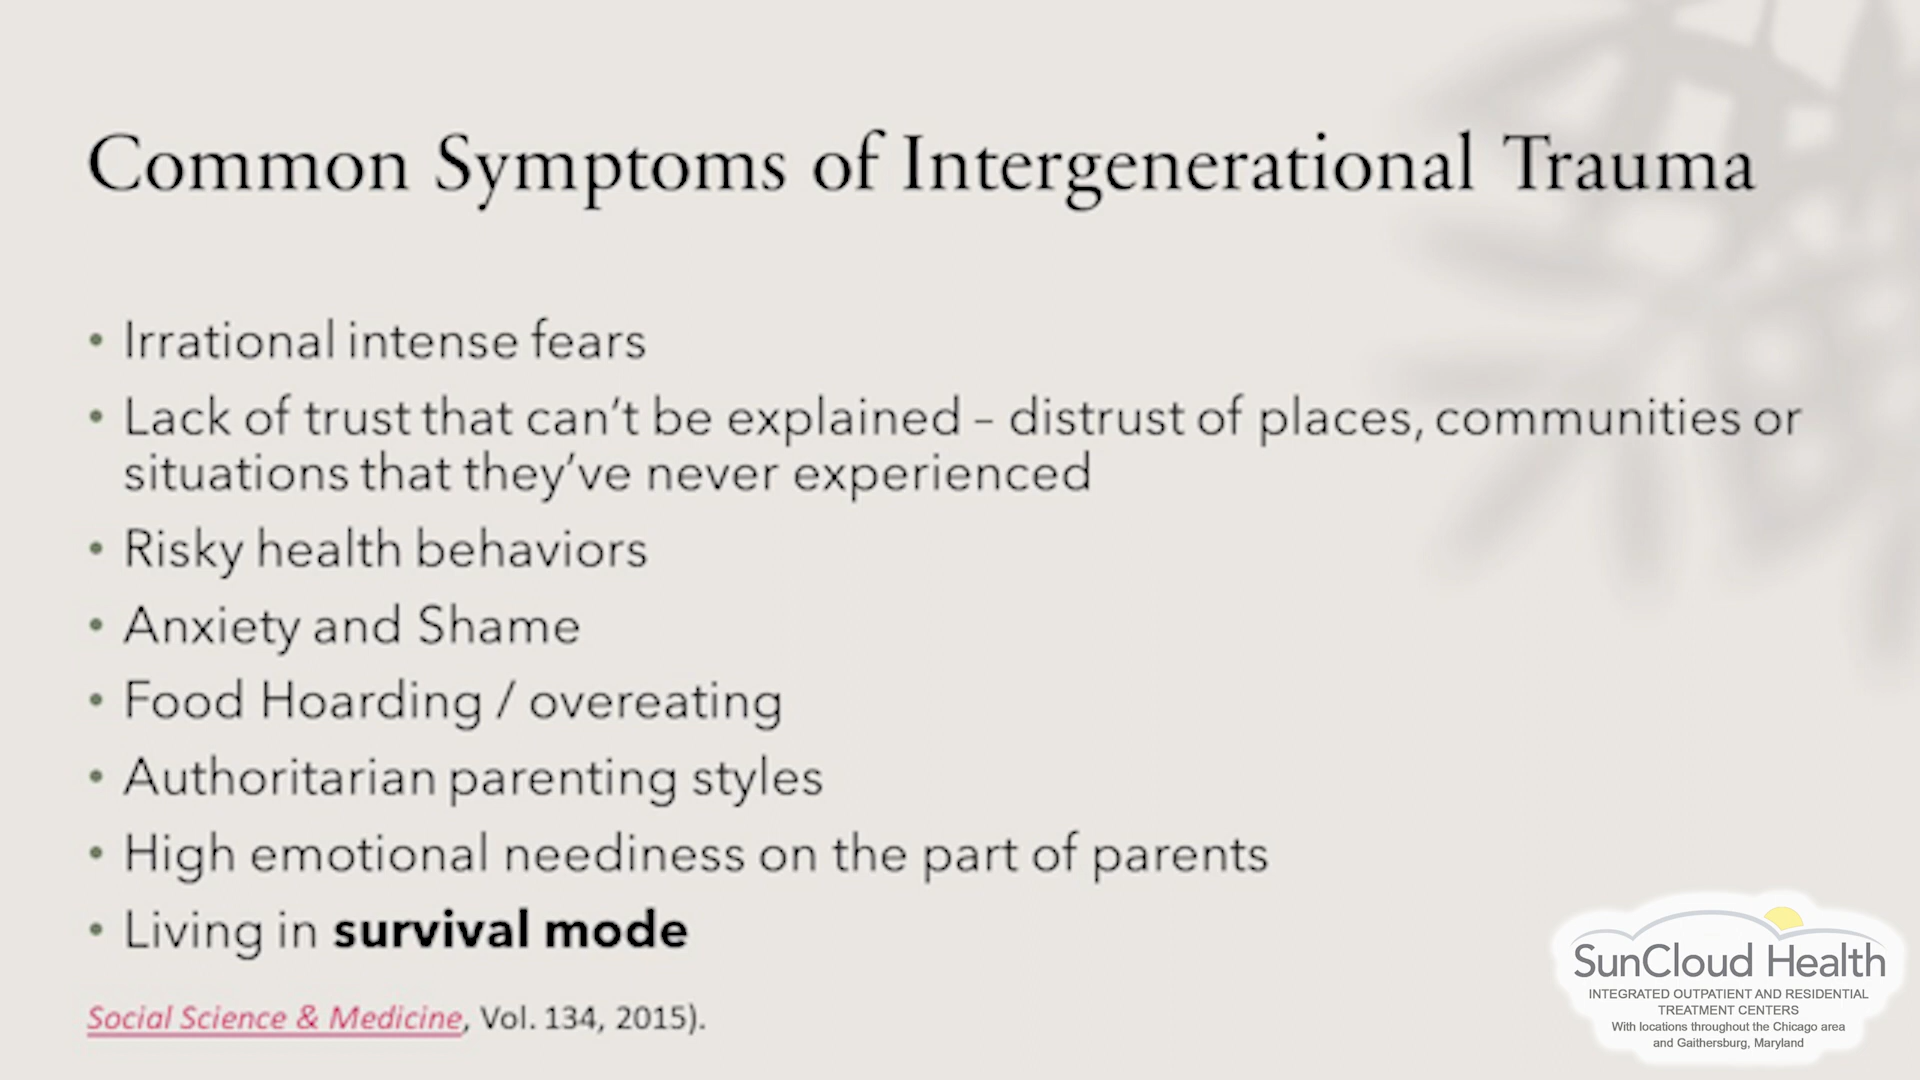 Common Symptoms of Intergenerational Trauma
• Irrational intense fears
• Lack of trust that can't be explained – distrust of places, communities or
situations that they've never experienced
• Risky health behaviors
• Anxiety and Shame
• Food Hoarding / overeating
• Authoritarian parenting styles
• High emotional neediness on the part of parents
• Living in survival mode
Social Science & Medicine, Vol. 134, 2015).
SunCloud Health
INTEGRATED OUTPATIENT AND RESIDENTIAL
TREATMENT CENTERS
With locations throughout the Chicago area
and Gaithersburg, Maryland